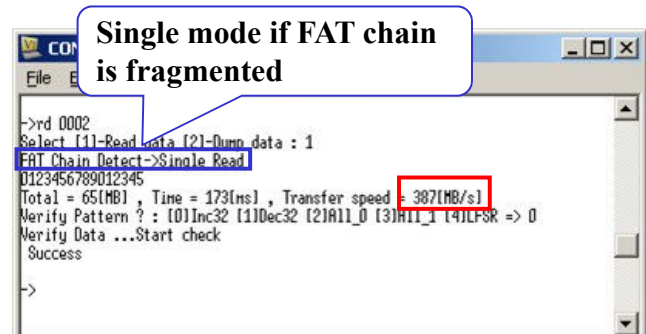 Single mode if FAT chain
is fragmented
File
->rd 0002
Select [1]-Read data [2]-Dump data : 1
FAT Chain Detect->Single Read
0123456789012345
Total = 65[MB] , Time = 173[ms] , Transfer speed = 387[MB/s]
Verify Pattern ? : [0]Inc32 [1]Dec32 [2]All_0 [3]All_1 [4]LFSR => 0
Verify Data ...Start check
Success
->